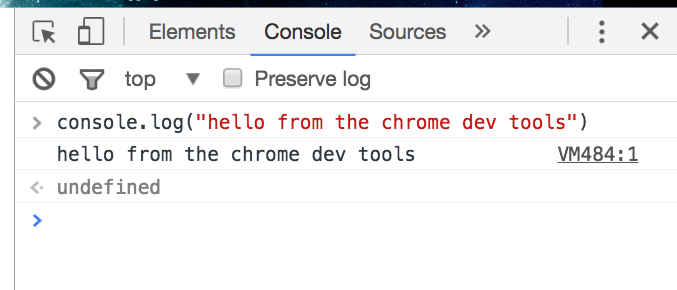 Elements Console Sources »
top ▼ Preserve log
> console.log("hello from the chrome dev tools")
hello from the chrome dev tools VM484:1
<· undefined
>